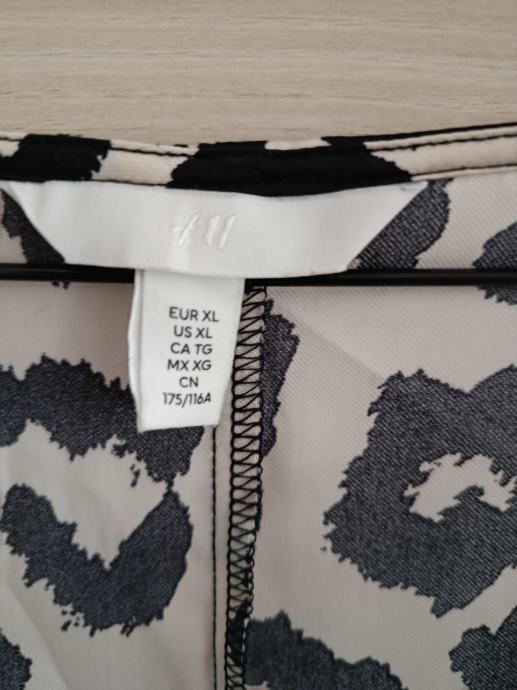 H&M
EUR XL
US XL
CA TG
MX XG
CN
175/116A